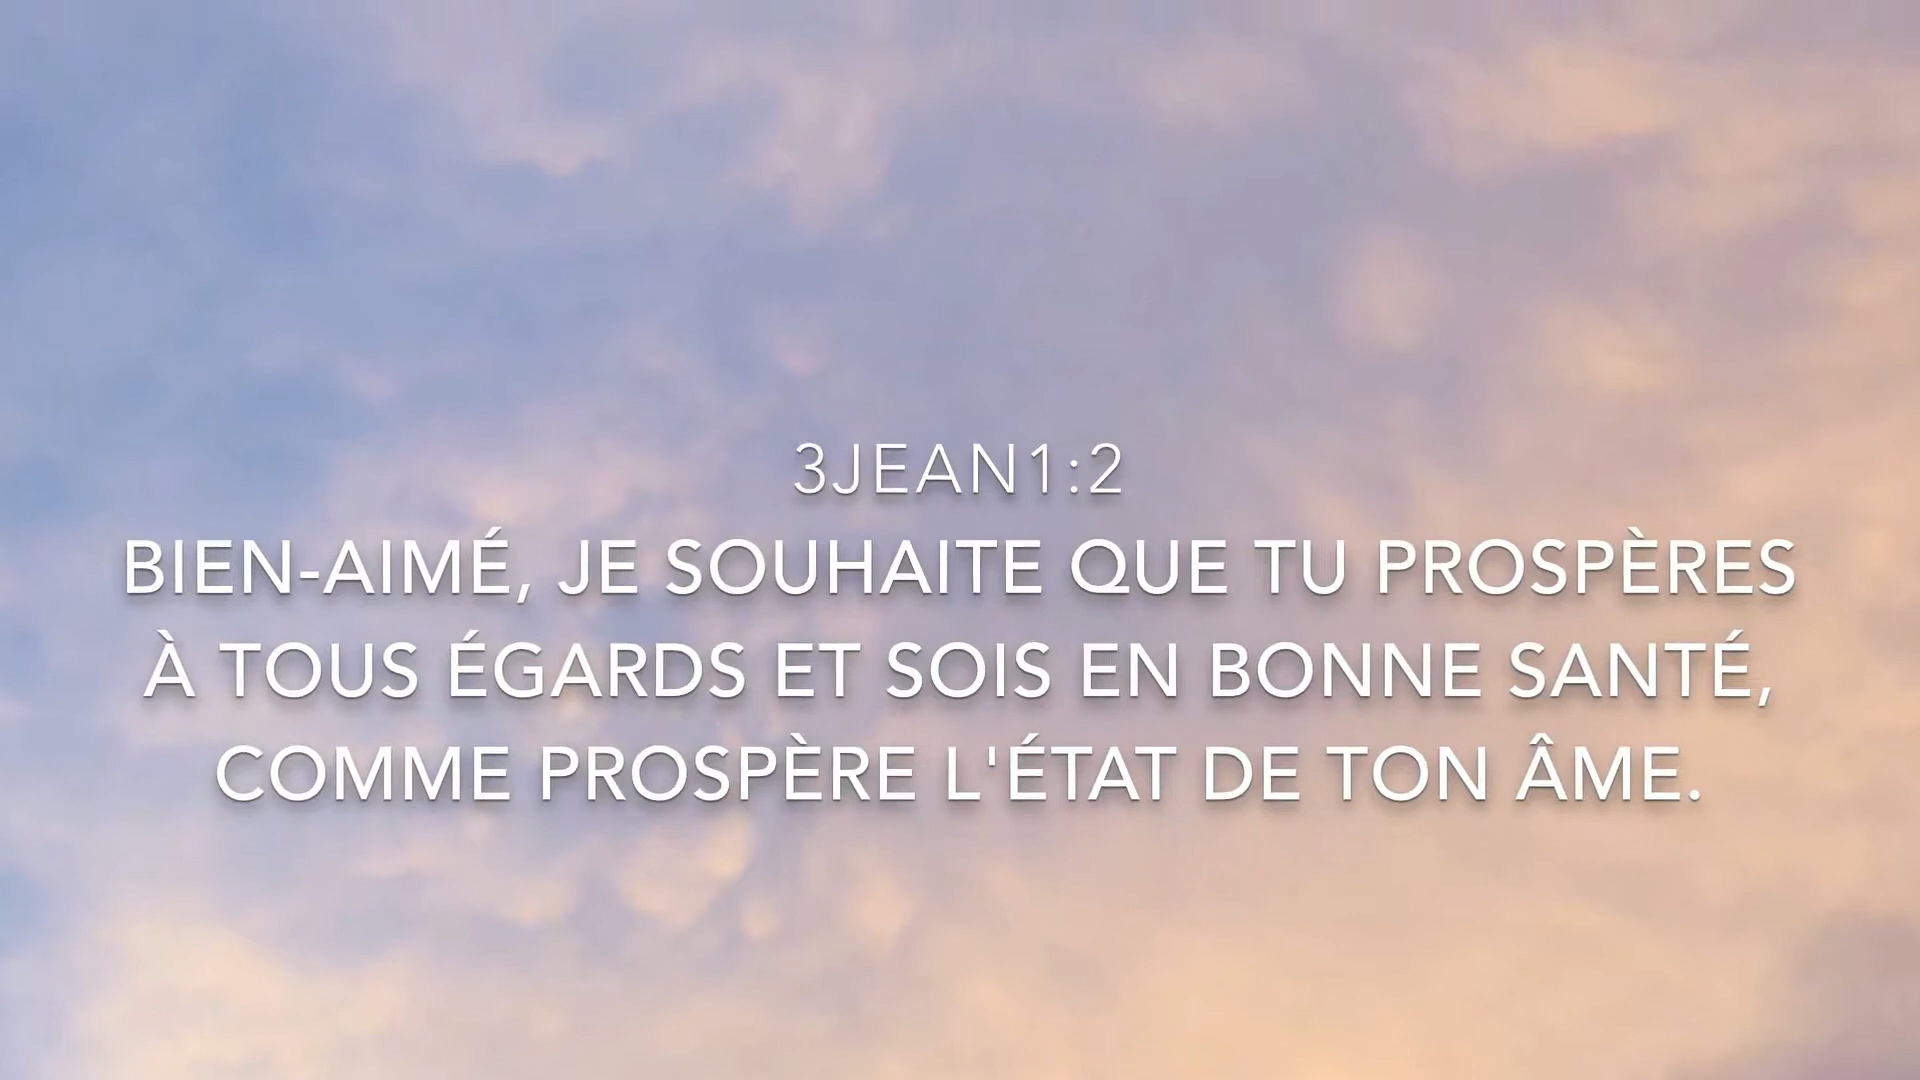 3JEAN1:2
BIEN-AIMÉ, JE SOUHAITE QUE TU PROSPÈRES
À TOUS ÉGARDS ET SOIS EN BONNE SANTÉ,
COMME PROSPÈRE L'ÉTAT DE TON ÂME.